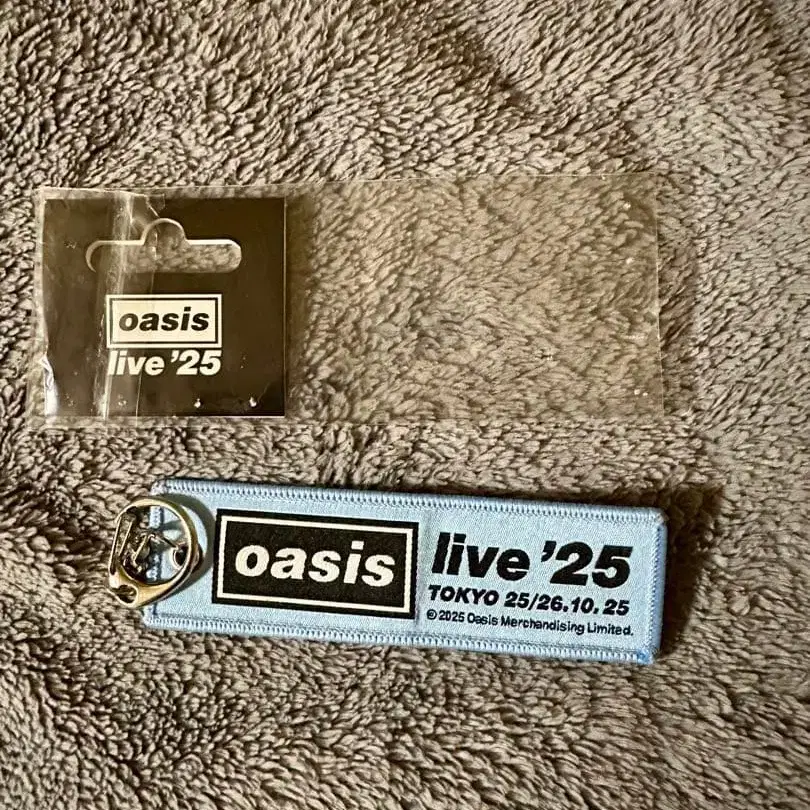 oasis
live ’25
oasis
live ’25
TOKYO 25/26.10.25
© 2025 Oasis Merchandising Limited.